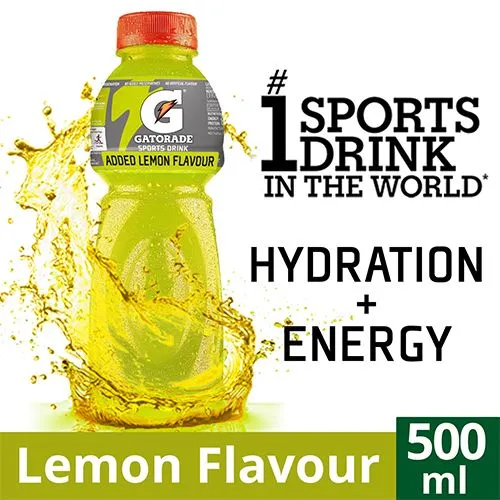 G
GATORADE
SPORTS DRINK
ADDED LEMON FLAVOUR
#1 SPORTS
DRINK
IN THE WORLD*
HYDRATION
+
ENERGY
Lemon Flavour
500
ml